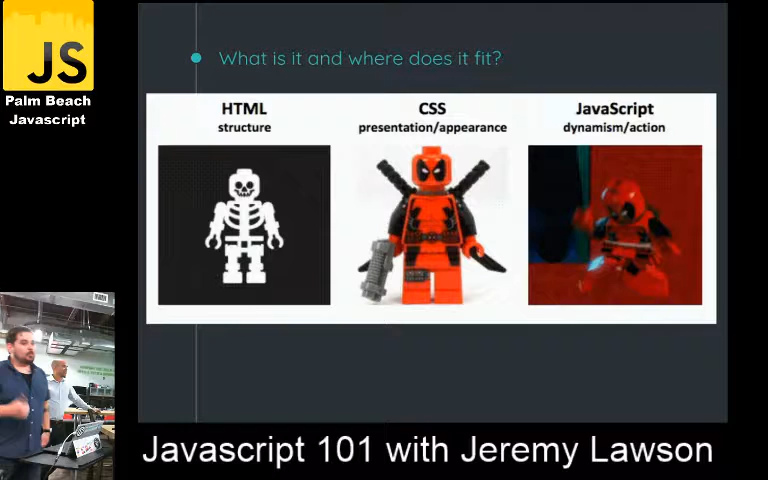 JS
Palm Beach
Javascript
What is it and where does it fit?
HTML
structure
CSS
presentation/appearance
JavaScript
dynamism/action
Javascript 101 with Jeremy Lawson